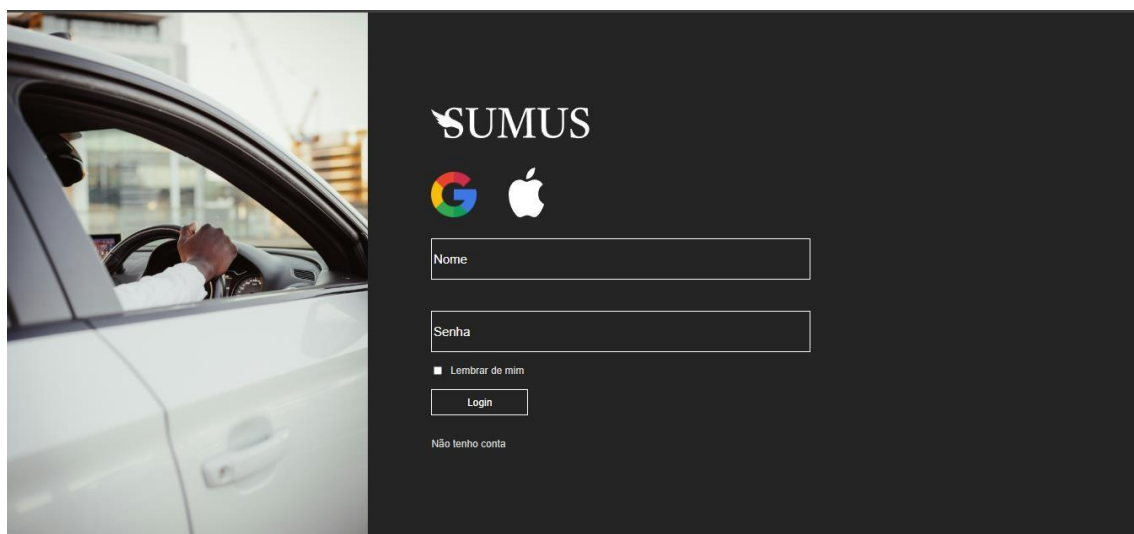 SUMUS
Nome
Senha
Lembrar de mim
Login
Não tenho conta